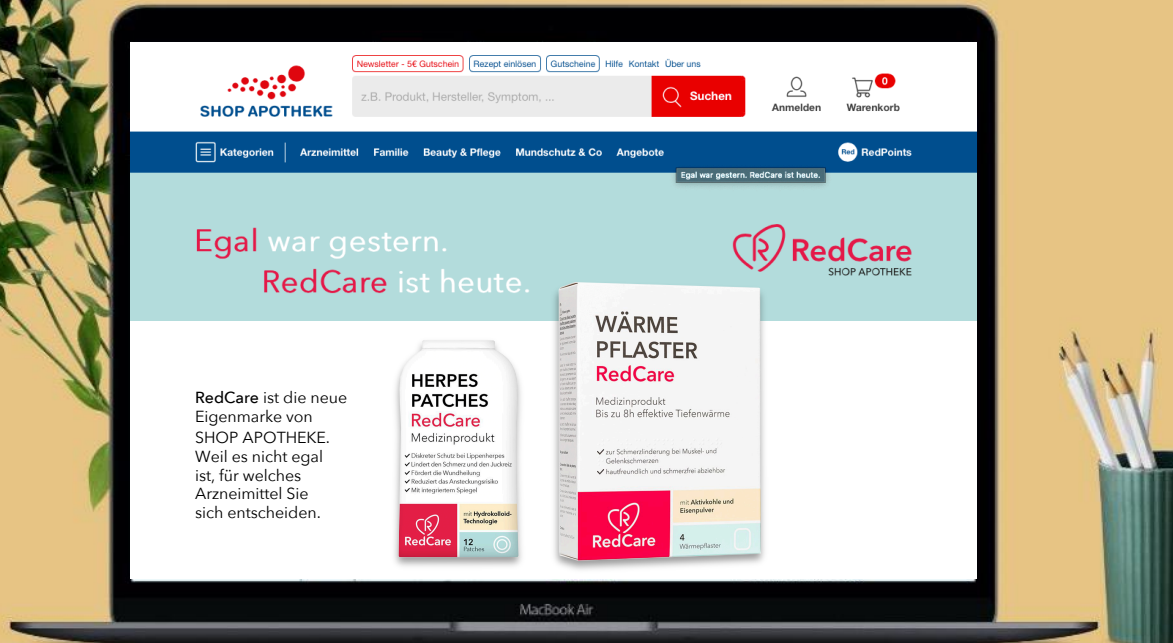 Newsletter - 5€ Gutschein Rezept einlösen Gutscheine Hilfe Kontakt Über uns
SHOP APOTHEKE
z.B. Produkt, Hersteller, Symptom, ...
Suchen
Anmelden
0
Warenkorb
Kategorien Arzneimittel Familie Beauty & Pflege Mundschutz & Co Angebote
Red RedPoints
Egal war gestern. RedCare ist heute.
Egal war gestern.
RedCare ist heute.
R RedCare
SHOP APOTHEKE
RedCare ist die neue
Eigenmarke von
SHOP APOTHEKE.
Weil es nicht egal
ist, für welches
Arzneimittel Sie
sich entscheiden.
HERPES
PATCHES
RedCare
Medizinprodukt
Diskreter Schutz bei Lippenherpes
Lindert den Schmerz und den Juckreiz
Fördert die Wundheilung
Reduziert das Ansteckungsrisiko
Mit integriertem Spiegel
R
RedCare
mit Hydrokolloid-
Technologie
12
Patches
WÄRME
PFLASTER
RedCare
Medizinprodukt
Bis zu 8h effektive Tiefenwärme
zur Schmerzlinderung bei Muskel- und
Gelenkschmerzen
hautfreundlich und schmerzfrei abziehbar
R
RedCare
mit Aktivkohle und
Eisenpulver
4
Wärmepflaster
MacBook Air